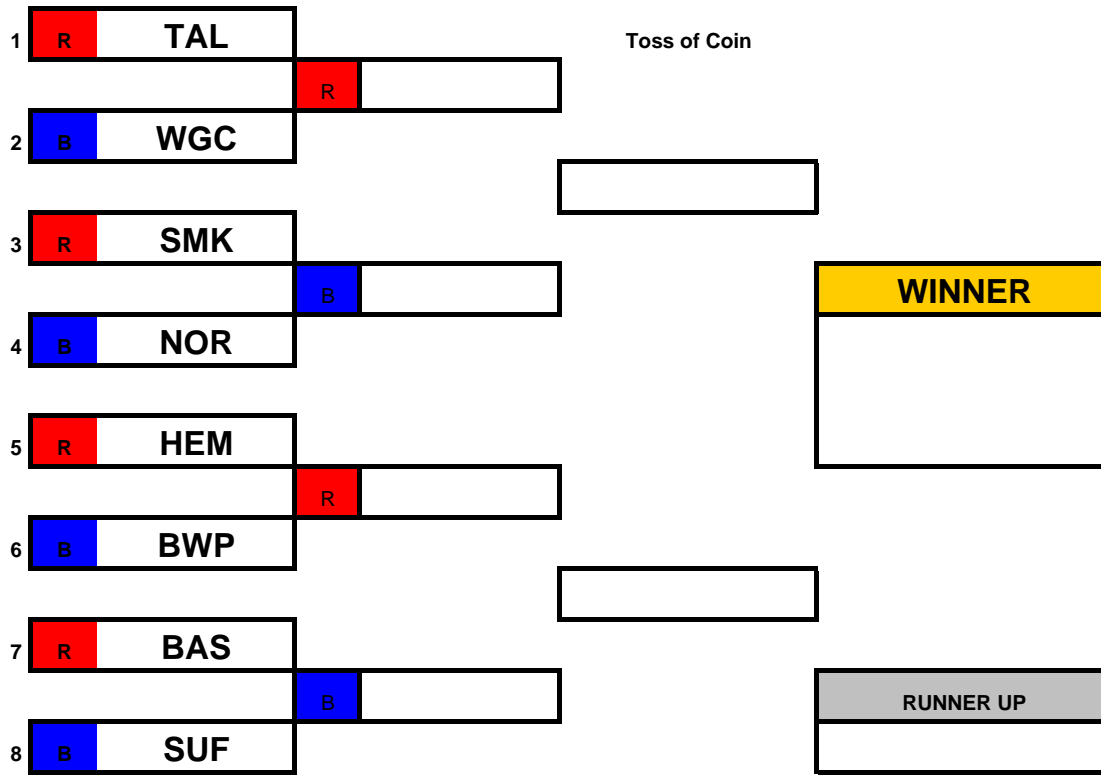 1 R TAL Toss of Coin
R
2 B WGC
3 R SMK
B WINNER
4 B NOR
5 R HEM
R
6 B BWP
7 R BAS
B RUNNER UP
8 B SUF